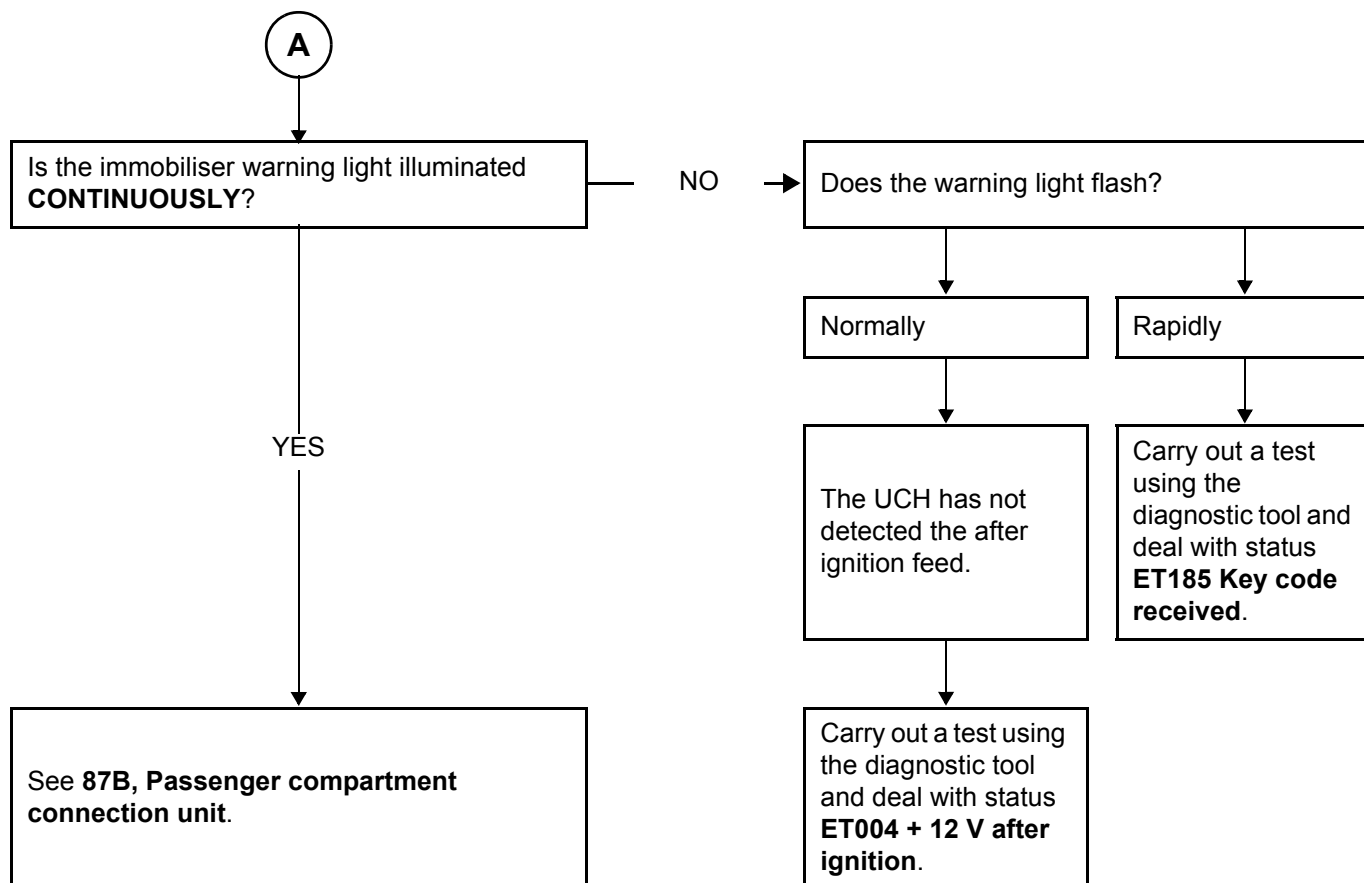 A
Is the immobiliser warning light illuminated
CONTINUOUSLY?
NO
Does the warning light flash?
Normally
Rapidly
YES
The UCH has not
detected the after
ignition feed.
Carry out a test
using the
diagnostic tool and
deal with status
ET185 Key code
received.
See 87B, Passenger compartment
connection unit.
Carry out a test using
the diagnostic tool
and deal with status
ET004 + 12 V after
ignition.